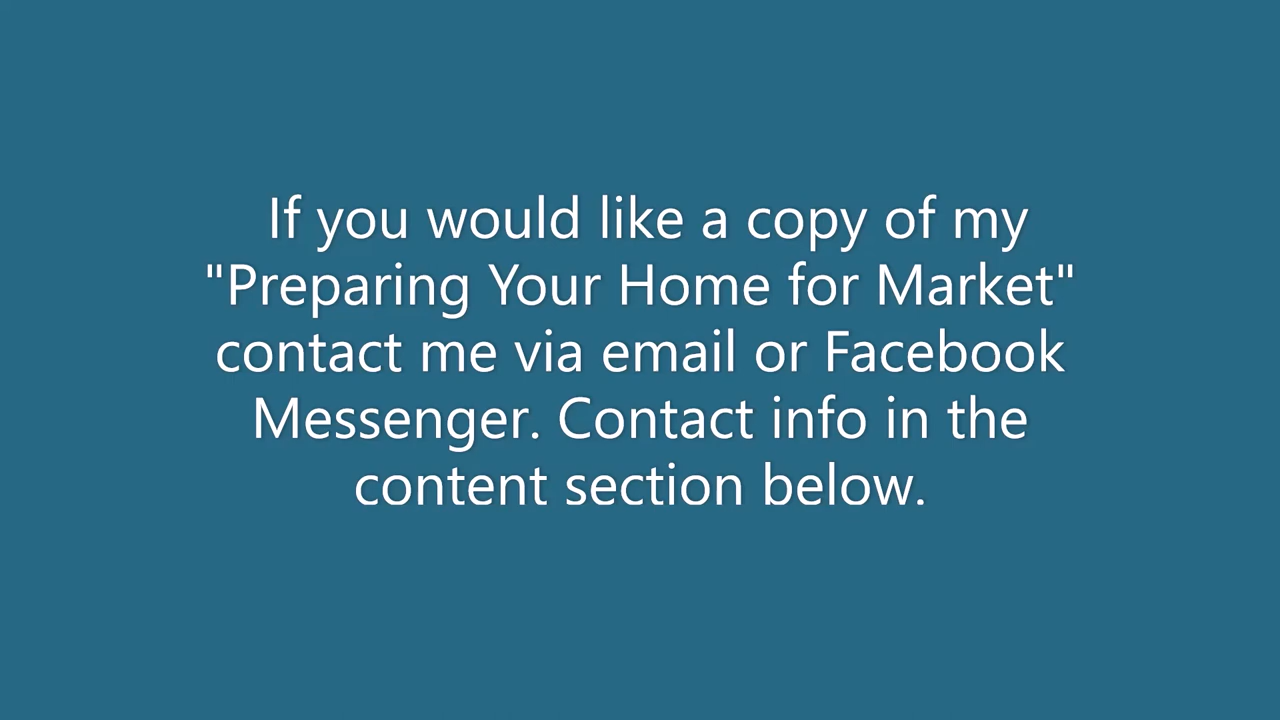 If you would like a copy of my
"Preparing Your Home for Market"
contact me via email or Facebook
Messenger. Contact info in the
content section below.